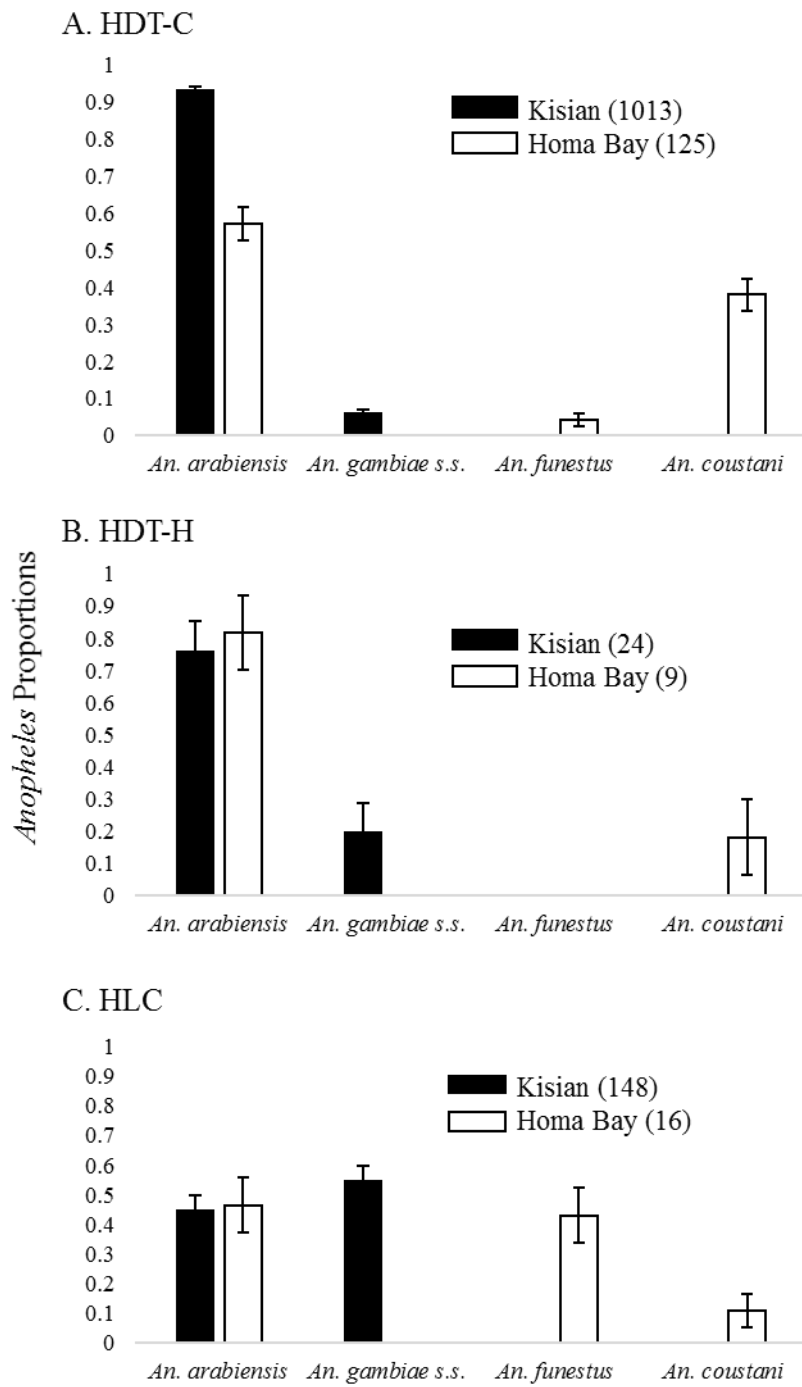 A. HDT-C
1
0.9
0.8
0.7
0.6
0.5
0.4
0.3
0.2
0.1
0
Kisian (1013)
Homa Bay (125)
An. arabiensis An. gambiae s.s. An. funestus An. coustani
B. HDT-H
Anopheles Proportions
1
0.9
0.8
0.7
0.6
0.5
0.4
0.3
0.2
0.1
0
Kisian (24)
Homa Bay (9)
An. arabiensis An. gambiae s.s. An. funestus An. coustani
C. HLC
1
0.9
0.8
0.7
0.6
0.5
0.4
0.3
0.2
0.1
0
Kisian (148)
Homa Bay (16)
An. arabiensis An. gambiae s.s. An. funestus An. coustani